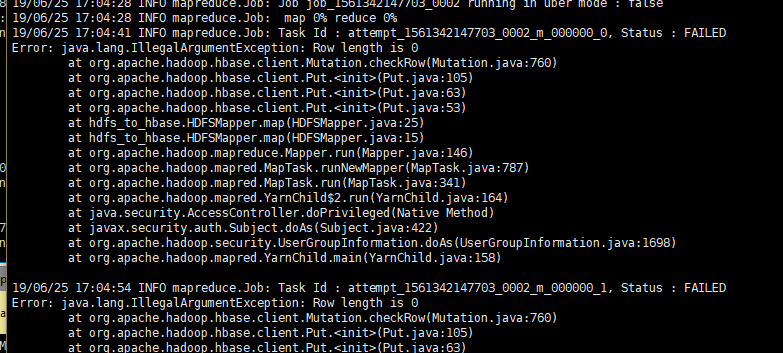 19/06/25 17:04:28 INFO mapreduce.Job: Job job_1561342147703_0002 running in uber mode : false
19/06/25 17:04:28 INFO mapreduce.Job:  map 0% reduce 0%
19/06/25 17:04:41 INFO mapreduce.Job: Task Id : attempt_1561342147703_0002_m_000000_0, Status : FAILED
Error: java.lang.IllegalArgumentException: Row length is 0
        at org.apache.hadoop.hbase.client.Mutation.checkRow(Mutation.java:760)
        at org.apache.hadoop.hbase.client.Put.<init>(Put.java:105)
        at org.apache.hadoop.hbase.client.Put.<init>(Put.java:63)
        at org.apache.hadoop.hbase.client.Put.<init>(Put.java:53)
        at hdfs_to_hbase.HDFSMapper.map(HDFSMapper.java:25)
        at hdfs_to_hbase.HDFSMapper.map(HDFSMapper.java:15)
        at org.apache.hadoop.mapreduce.Mapper.run(Mapper.java:146)
        at org.apache.hadoop.mapred.MapTask.runNewMapper(MapTask.java:787)
        at org.apache.hadoop.mapred.MapTask.run(MapTask.java:341)
        at org.apache.hadoop.mapred.YarnChild$2.run(YarnChild.java:164)
        at java.security.AccessController.doPrivileged(Native Method)
        at javax.security.auth.Subject.doAs(Subject.java:422)
        at org.apache.hadoop.security.UserGroupInformation.doAs(UserGroupInformation.java:1698)
        at org.apache.hadoop.mapred.YarnChild.main(YarnChild.java:158)
19/06/25 17:04:54 INFO mapreduce.Job: Task Id : attempt_1561342147703_0002_m_000000_1, Status : FAILED
Error: java.lang.IllegalArgumentException: Row length is 0
        at org.apache.hadoop.hbase.client.Mutation.checkRow(Mutation.java:760)
        at org.apache.hadoop.hbase.client.Put.<init>(Put.java:105)
        at org.apache.hadoop.hbase.client.Put.<init>(Put.java:63)